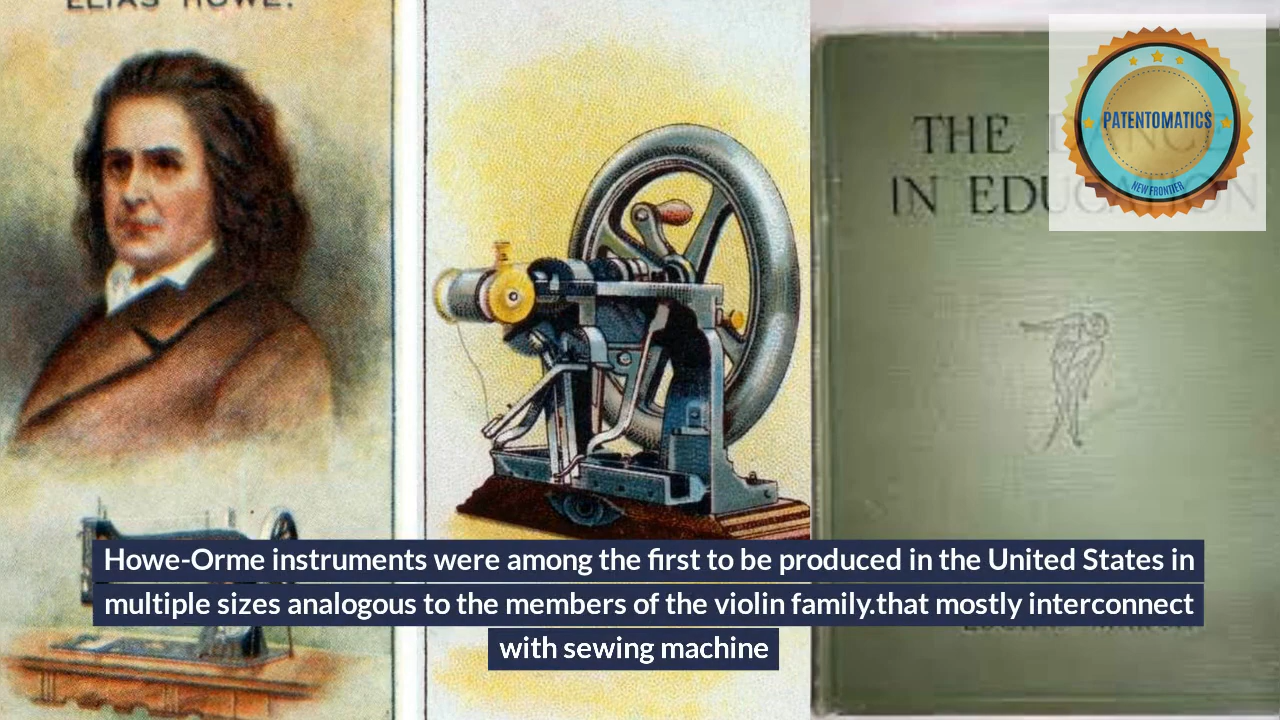 ELIAS HOWE.
THE DANCE
IN EDUCATION
PATENTOMATICS
NEW FRONTIER
Howe-Orme instruments were among the first to be produced in the United States in
multiple sizes analogous to the members of the violin family.that mostly interconnect
with sewing machine